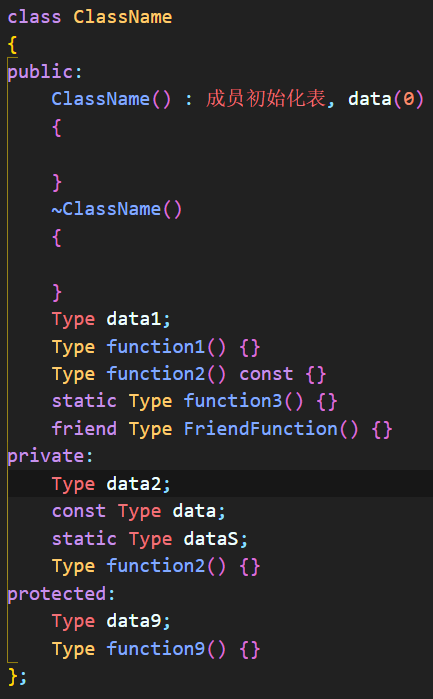 class ClassName
{
public:
    ClassName() : 成员初始化表, data(0)
    {

    }
    ~ClassName()
    {

    }
    Type data1;
    Type function1() {}
    Type function2() const {}
    static Type function3() {}
    friend Type FriendFunction() {}
private:
    Type data2;
    const Type data;
    static Type dataS;
    Type function2() {}
protected:
    Type data9;
    Type function9() {}
};